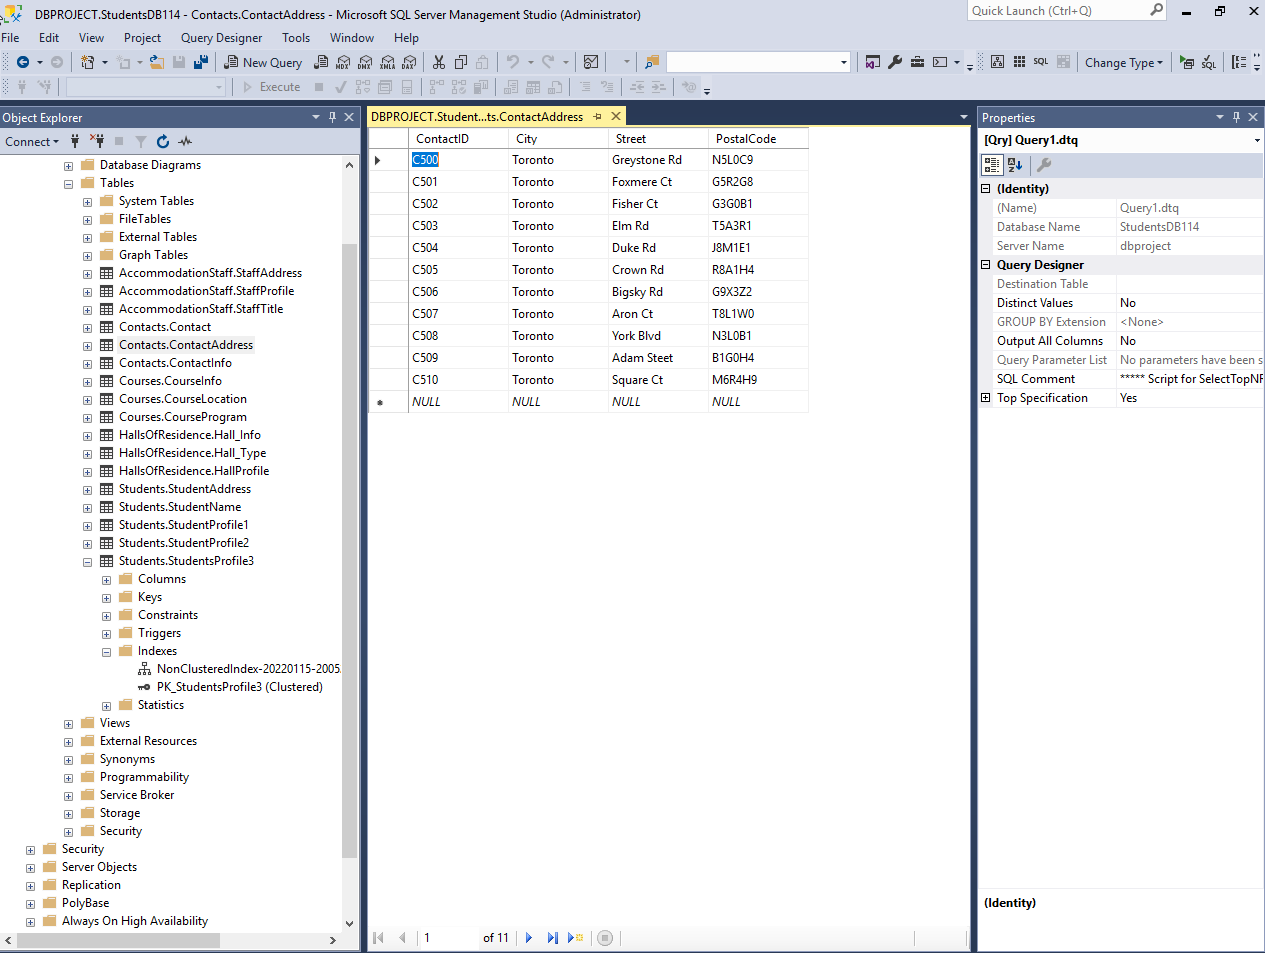 DBPROJECT.StudentsDB114 - Contacts.ContactAddress - Microsoft SQL Server Management Studio (Administrator)
Quick Launch (Ctrl+Q)
File Edit View Project Query Designer Tools Window Help
New Query MDX DMX XMLA DAX SQL Change Type SQL
Execute
Object Explorer
Connect
Database Diagrams
Tables
System Tables
FileTables
External Tables
Graph Tables
AccommodationStaff.StaffAddress
AccommodationStaff.StaffProfile
AccommodationStaff.StaffTitle
Contacts.Contact
Contacts.ContactAddress
Contacts.ContactInfo
Courses.CourseInfo
Courses.CourseLocation
Courses.CourseProgram
HallsOfResidence.Hall_Info
HallsOfResidence.Hall_Type
HallsOfResidence.HallProfile
Students.StudentAddress
Students.StudentName
Students.StudentProfile1
Students.StudentProfile2
Students.StudentsProfile3
Columns
Keys
Constraints
Triggers
Indexes
NonClusteredIndex-20220115-2005
PK_StudentsProfile3 (Clustered)
Statistics
Views
External Resources
Synonyms
Programmability
Service Broker
Storage
Security
Security
Server Objects
Replication
PolyBase
Always On High Availability
DBPROJECT.Student...ts.ContactAddress
ContactID City Street PostalCode
C500 Toronto Greystone Rd N5L0C9
C501 Toronto Foxmere Ct G5R2G8
C502 Toronto Fisher Ct G3G0B1
C503 Toronto Elm Rd T5A3R1
C504 Toronto Duke Rd J8M1E1
C505 Toronto Crown Rd R8A1H4
C506 Toronto Bigsky Rd G9X3Z2
C507 Toronto Aron Ct T8L1W0
C508 Toronto York Blvd N3L0B1
C509 Toronto Adam Steet B1G0H4
C510 Toronto Square Ct M6R4H9
NULL NULL NULL NULL
1 of 11
Properties
[Qry] Query1.dtq
(Identity)
(Name) Query1.dtq
Database Name StudentsDB114
Server Name dbproject
Query Designer
Destination Table
Distinct Values No
GROUP BY Extension <None>
Output All Columns No
Query Parameter List No parameters have been s
SQL Comment ***** Script for SelectTopNR
Top Specification Yes
(Identity)